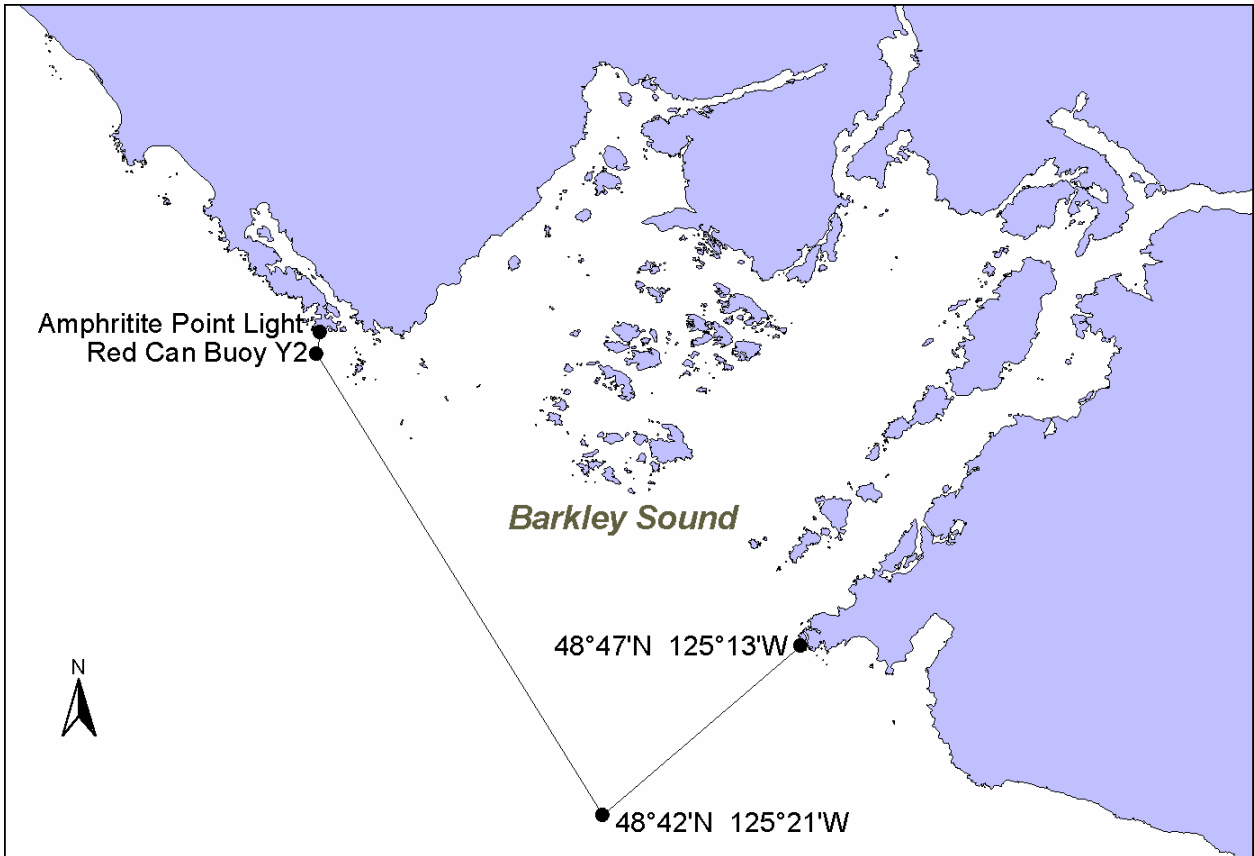 Amphritite Point Light
Red Can Buoy Y2
Barkley Sound
48°47'N 125°13'W
N
48°42'N 125°21'W